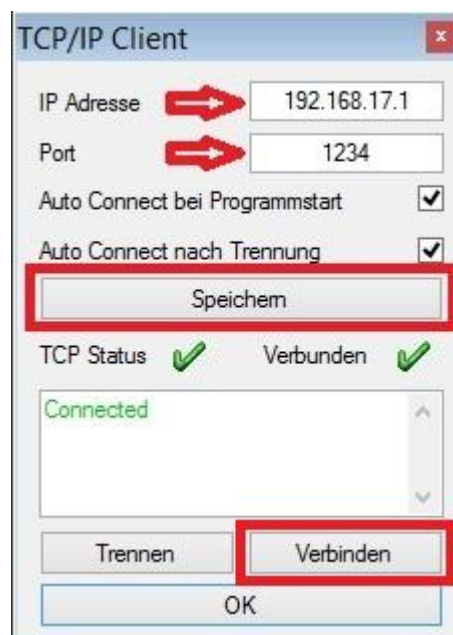 TCP/IP Client
x
IP Adresse 192.168.17.1
Port 1234
Auto Connect bei Programmstart
Auto Connect nach Trennung
Speichern
TCP Status Verbunden
Connected
Trennen Verbinden
OK